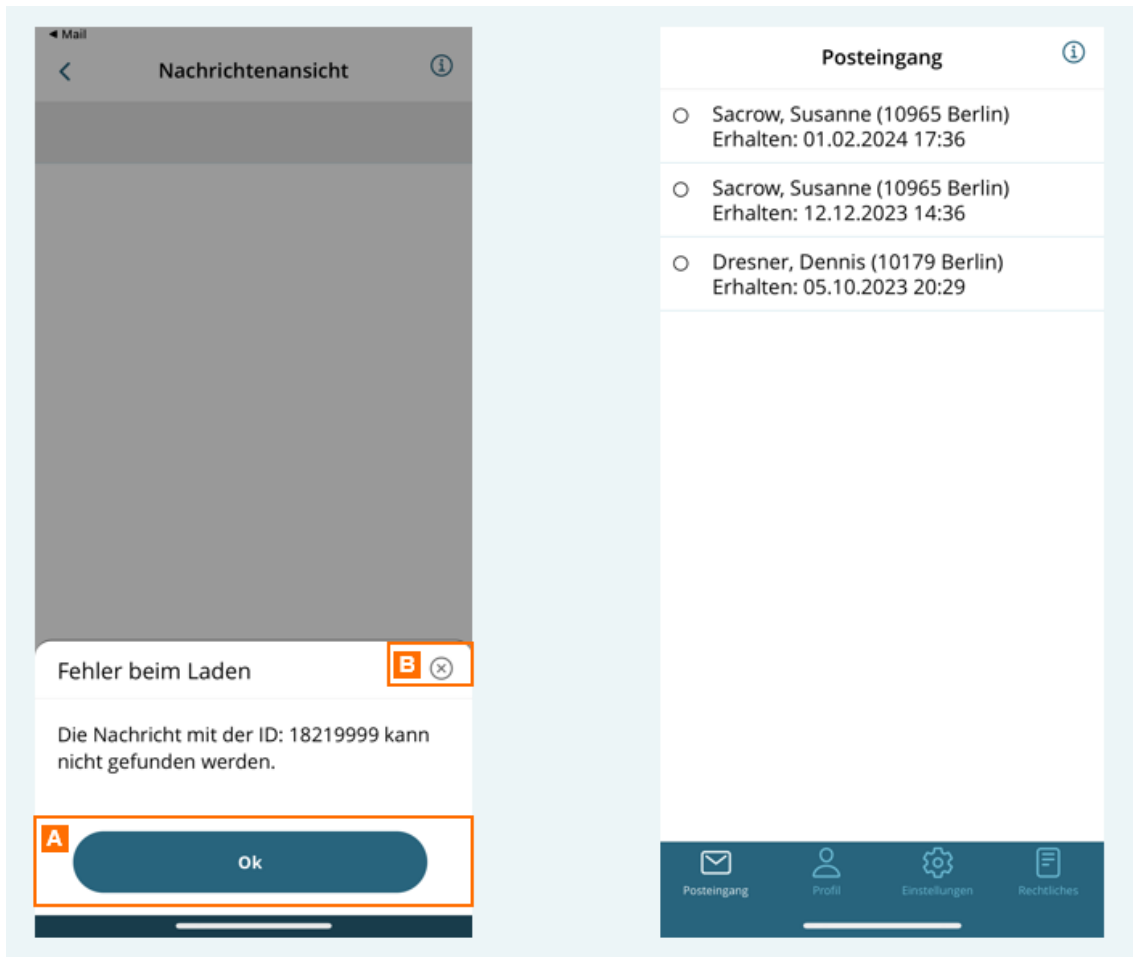 ◀ Mail
Nachrichtenansicht
Fehler beim Laden
B
Die Nachricht mit der ID: 18219999 kann
nicht gefunden werden.
A
Ok
Posteingang
Sacrow, Susanne (10965 Berlin)
Erhalten: 01.02.2024 17:36
Sacrow, Susanne (10965 Berlin)
Erhalten: 12.12.2023 14:36
Dresner, Dennis (10179 Berlin)
Erhalten: 05.10.2023 20:29
Posteingang
Profil
Einstellungen
Rechtliches